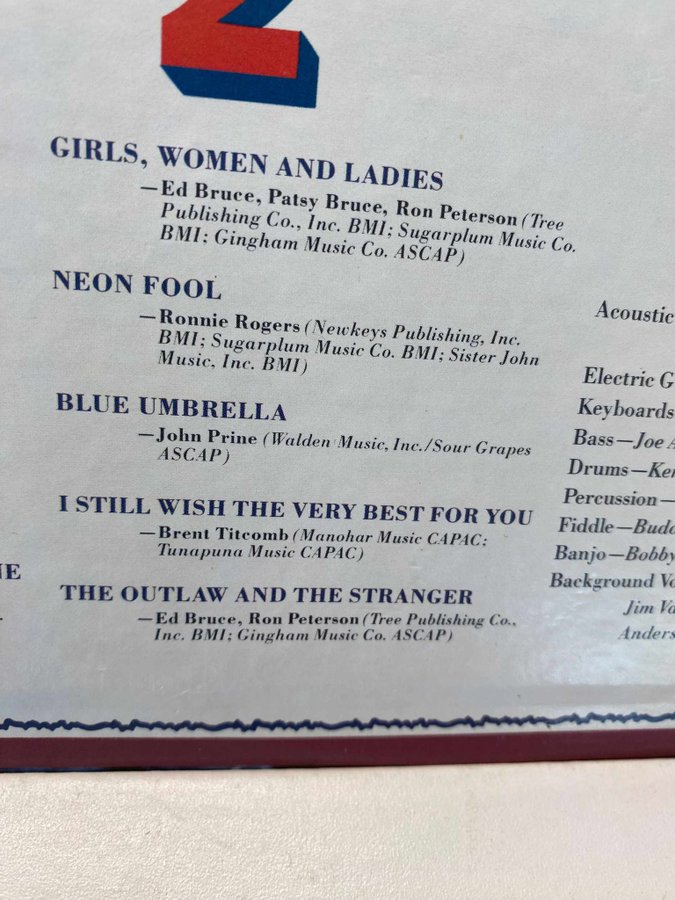 2
GIRLS, WOMEN AND LADIES
—Ed Bruce, Patsy Bruce, Ron Peterson (Tree
Publishing Co., Inc. BMI; Sugarplum Music Co.
BMI; Gingham Music Co. ASCAP)
NEON FOOL
—Ronnie Rogers (Newkeys Publishing, Inc.
BMI; Sugarplum Music Co. BMI; Sister John
Music, Inc. BMI)
BLUE UMBRELLA
—John Prine (Walden Music, Inc./Sour Grapes
ASCAP)
I STILL WISH THE VERY BEST FOR YOU
—Brent Titcomb (Manohar Music CAPAC;
Tunapuna Music CAPAC)
THE OUTLAW AND THE STRANGER
—Ed Bruce, Ron Peterson (Tree Publishing Co.,
Inc. BMI; Gingham Music Co. ASCAP)
Acoustic
Electric G
Keyboards
Bass—Joe
Drums—
Percussion—
Fiddle—
Banjo—Bobby
Background
Jim